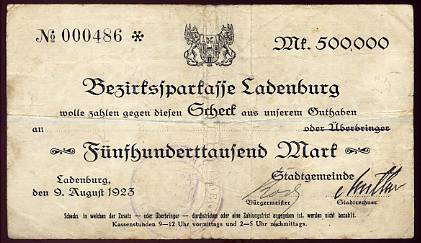 № 000486 * Mk. 500,000
Bezirkssparkasse Ladenburg
wolle zahlen gegen diesen Scheck aus unserem Guthaben
an oder Überbringer
Fünfhunderttausend Mark
Ladenburg, Stadtgemeinde
den 9. August 1923
Bürgermeister Stadtrechner
Schecks in welchen der Zusatz — oder Überbringer — durchstrichen oder eine Zahlungsfrist angegeben ist, werden nicht bezahlt.
Kassenstunden 9—12 Uhr vormittags und 2—5 Uhr nachmittags.